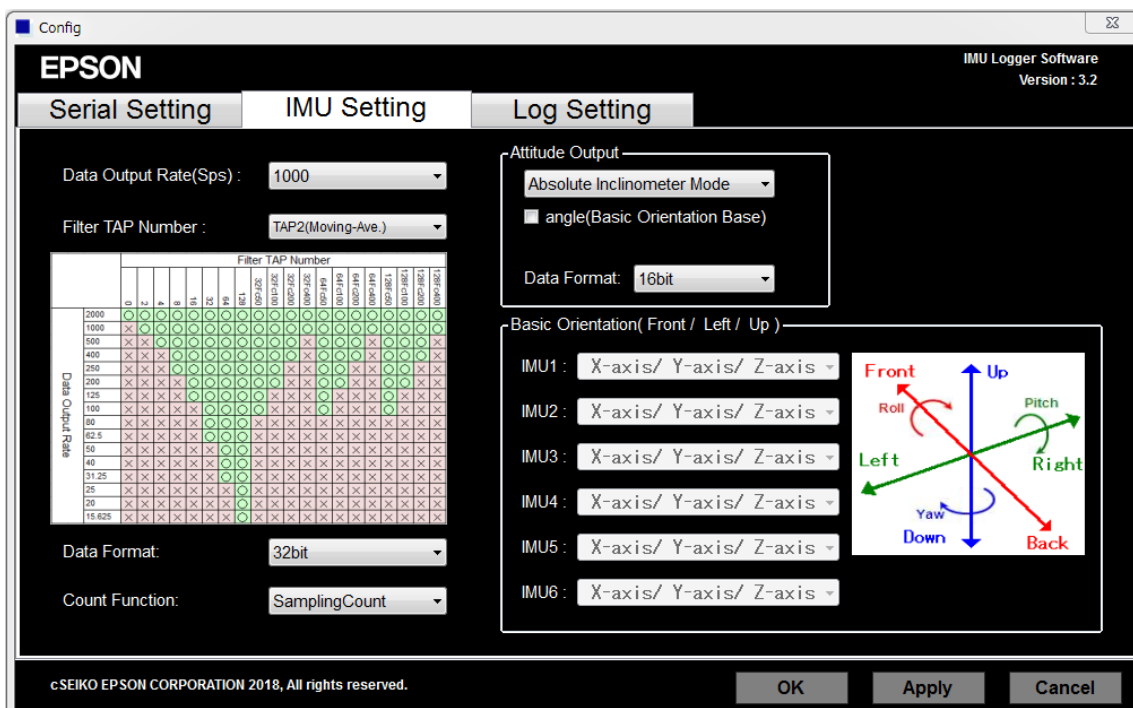 Config
EPSON
IMU Logger Software
Version : 3.2
Serial Setting
IMU Setting
Log Setting
Data Output Rate(Sps) :
1000
Filter TAP Number :
TAP2(Moving-Ave.)
Filter TAP Number
0 2 4 8 16 32 64 128 32Fc50 32Fc100 32Fc200 32Fc400 64Fc50 64Fc100 64Fc200 64Fc400 128Fc50 128Fc100 128Fc200 128Fc400
Data Output Rate
2000
1000
500
400
250
200
125
100
80
62.5
50
40
31.25
25
20
15.625
Data Format:
32bit
Count Function:
SamplingCount
Attitude Output
Absolute Inclinometer Mode
angle(Basic Orientation Base)
Data Format:
16bit
Basic Orientation( Front / Left / Up )
IMU1 : X-axis/ Y-axis/ Z-axis
IMU2 : X-axis/ Y-axis/ Z-axis
IMU3 : X-axis/ Y-axis/ Z-axis
IMU4 : X-axis/ Y-axis/ Z-axis
IMU5 : X-axis/ Y-axis/ Z-axis
IMU6 : X-axis/ Y-axis/ Z-axis
Front
Up
Roll
Pitch
Left
Right
Yaw
Down
Back
cSEIKO EPSON CORPORATION 2018, All rights reserved.
OK
Apply
Cancel